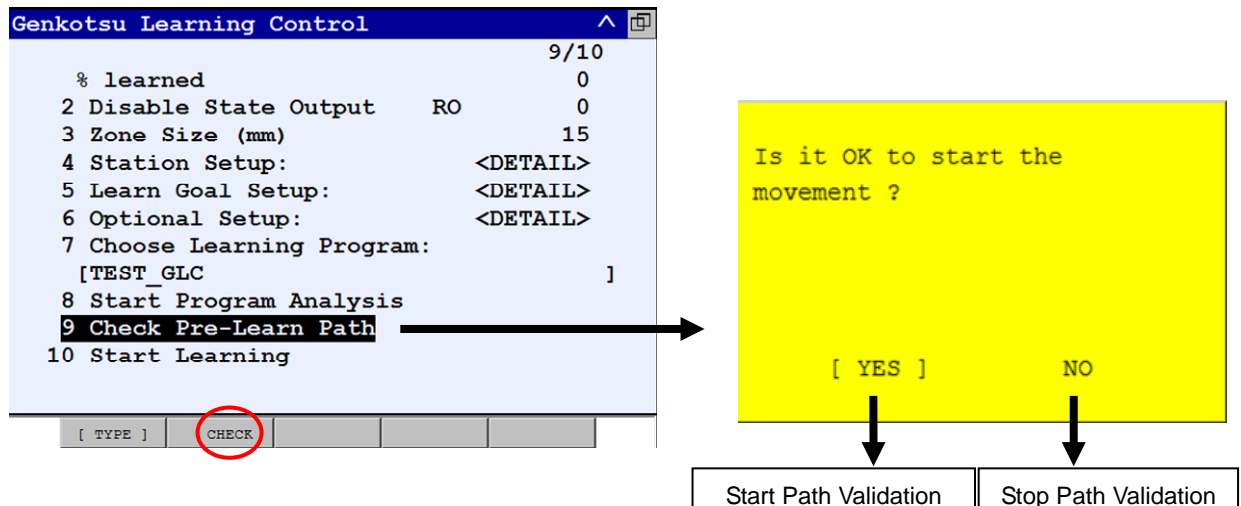 Genkotsu Learning Control
9/10
% learned 0
2 Disable State Output RO 0
3 Zone Size (mm) 15
4 Station Setup: <DETAIL>
5 Learn Goal Setup: <DETAIL>
6 Optional Setup: <DETAIL>
7 Choose Learning Program:
[TEST_GLC ]
8 Start Program Analysis
9 Check Pre-Learn Path
10 Start Learning
[ TYPE ] CHECK
Is it OK to start the
movement ?
[ YES ] NO
Start Path Validation
Stop Path Validation